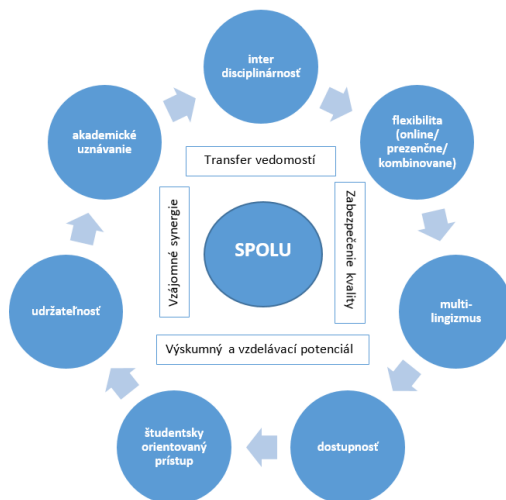 inter
disciplinárnosť
flexibilita
(online/
prezenčne/
kombinovane)
akademické
uznávanie
Transfer vedomostí
Vzájomné synergie
SPOLU
Zabezpečenie kvality
udržateľnosť
multi-
lingizmus
Výskumný a vzdelávací potenciál
študentsky
orientovaný
prístup
dostupnosť